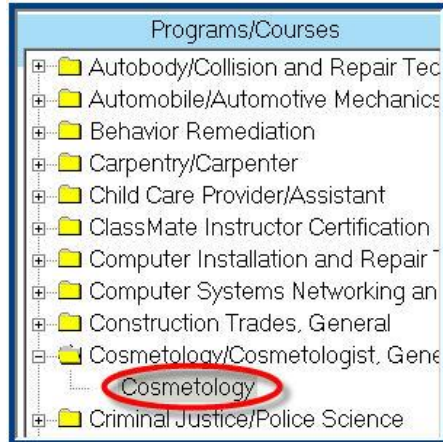 Programs/Courses
Autobody/Collision and Repair Tec
Automobile/Automotive Mechanics
Behavior Remediation
Carpentry/Carpenter
Child Care Provider/Assistant
ClassMate Instructor Certification
Computer Installation and Repair T
Computer Systems Networking an
Construction Trades, General
Cosmetology/Cosmetologist, Gene
Cosmetology
Criminal Justice/Police Science